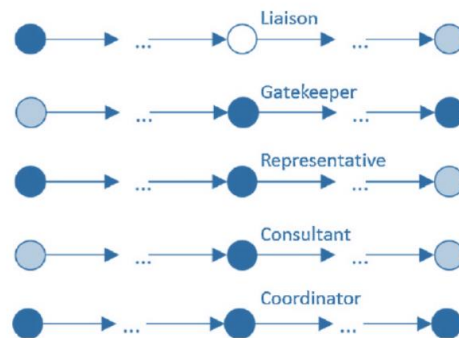 Liaison
... ...
Gatekeeper
... ...
Representative
... ...
Consultant
... ...
Coordinator
... ...